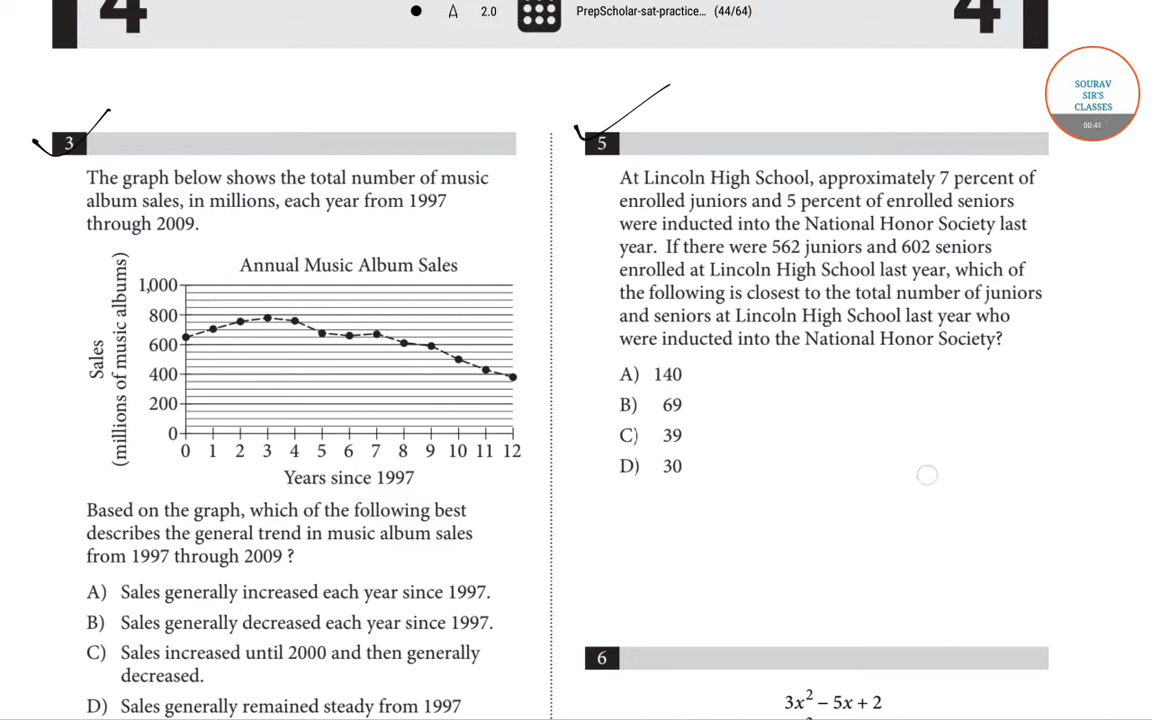 4
2.0
PrepScholar-sat-practice... (44/64)
4
SOURAV
SIR'S
CLASSES
00:41
3
The graph below shows the total number of music
album sales, in millions, each year from 1997
through 2009.
Annual Music Album Sales
Sales
(millions of music albums)
1,000
800
600
400
200
0
0 1 2 3 4 5 6 7 8 9 10 11 12
Years since 1997
Based on the graph, which of the following best
describes the general trend in music album sales
from 1997 through 2009 ?
A) Sales generally increased each year since 1997.
B) Sales generally decreased each year since 1997.
C) Sales increased until 2000 and then generally
decreased.
D) Sales generally remained steady from 1997
5
At Lincoln High School, approximately 7 percent of
enrolled juniors and 5 percent of enrolled seniors
were inducted into the National Honor Society last
year. If there were 562 juniors and 602 seniors
enrolled at Lincoln High School last year, which of
the following is closest to the total number of juniors
and seniors at Lincoln High School last year who
were inducted into the National Honor Society?
A) 140
B) 69
C) 39
D) 30
6
3x² – 5x + 2